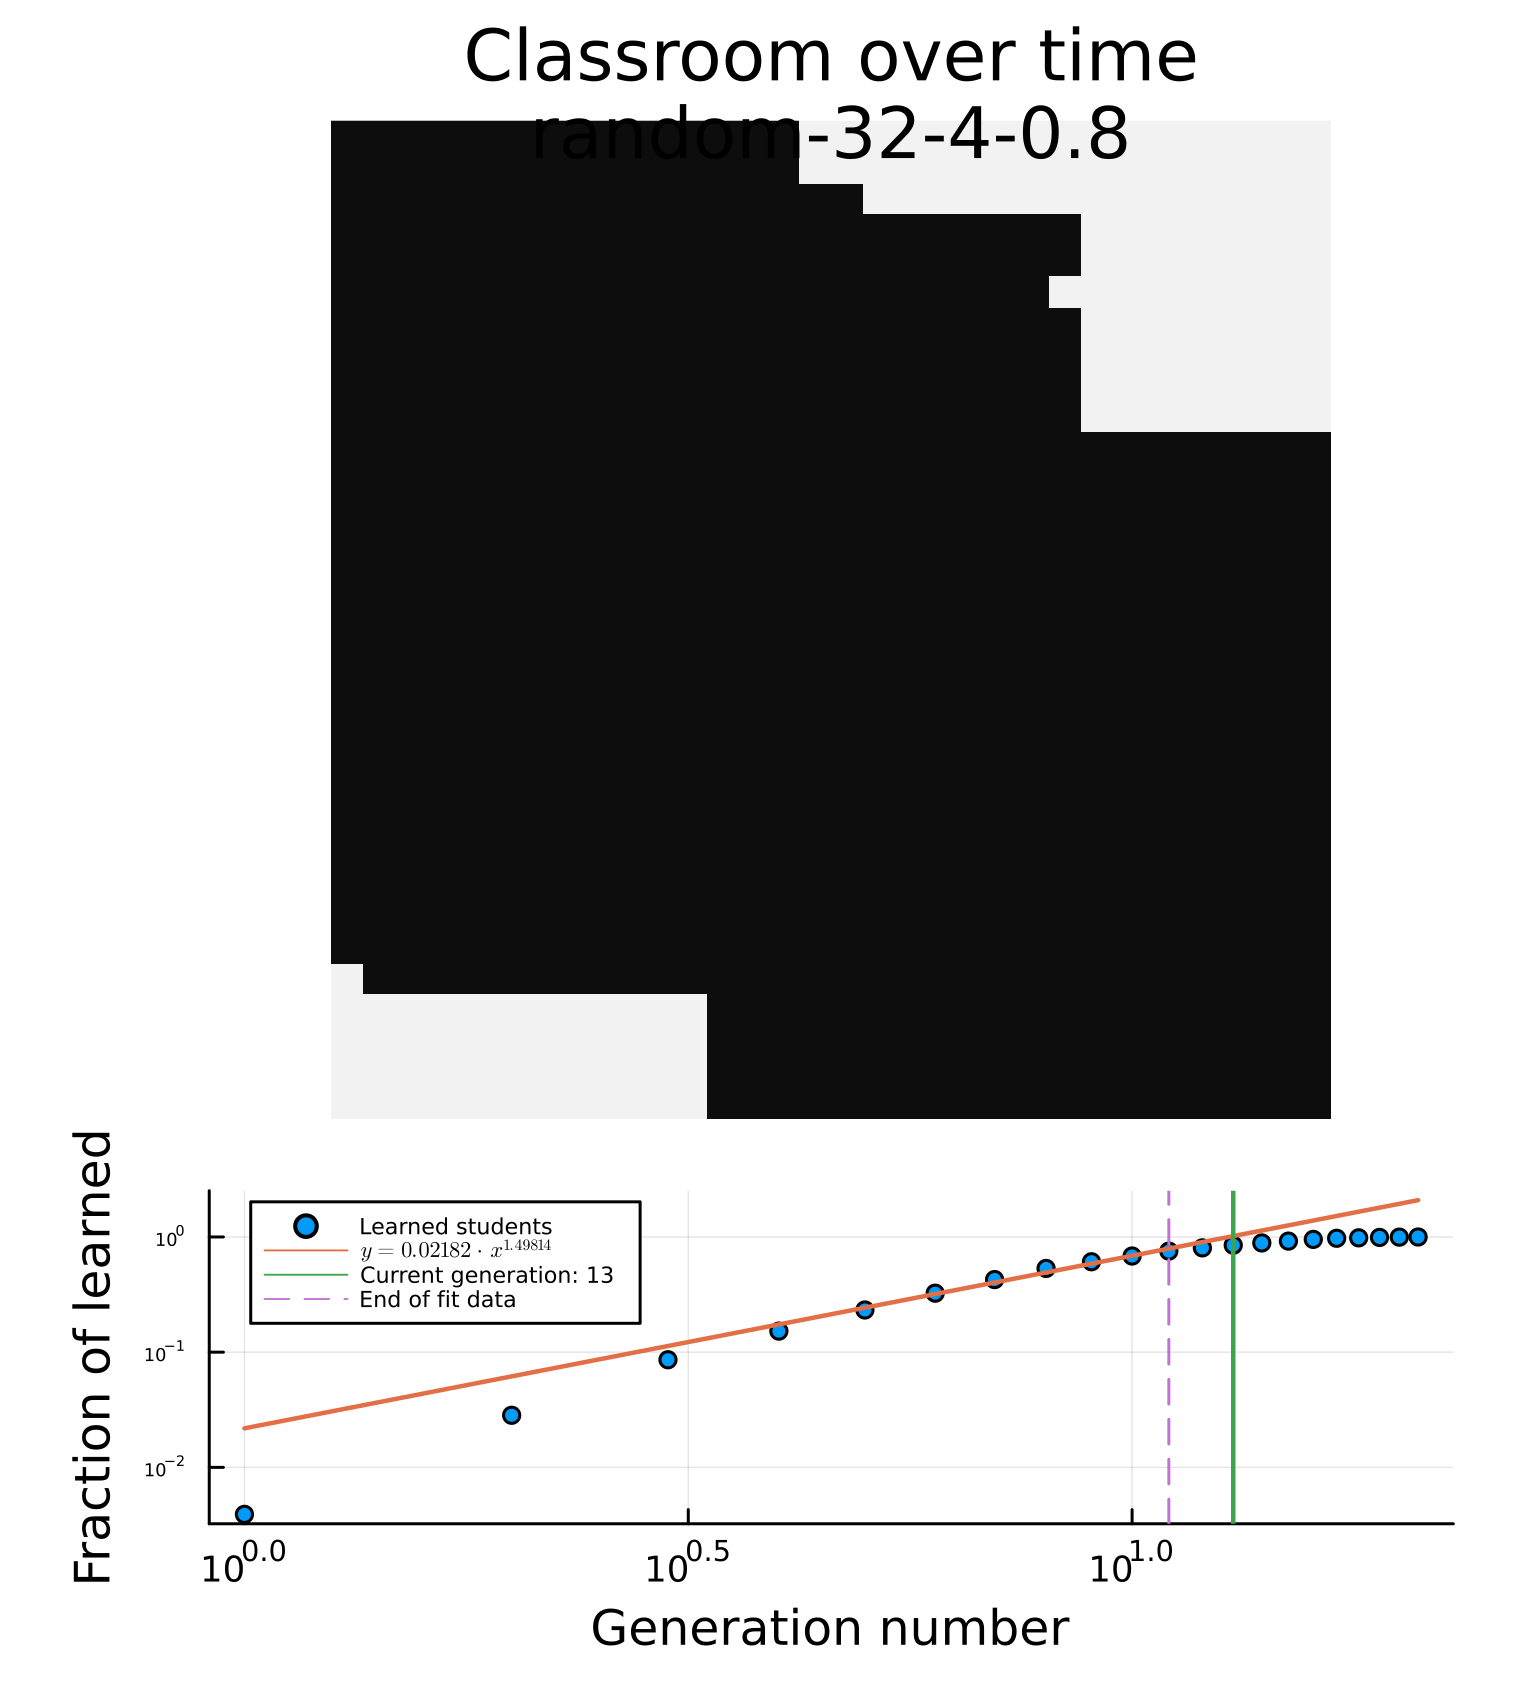 Classroom over time
random-32-4-0.8
Fraction of learned
10^0
10^−1
10^−2
Learned students
y = 0.02182 · x^1.49814
Current generation: 13
End of fit data
10^0.0 10^0.5 10^1.0
Generation number